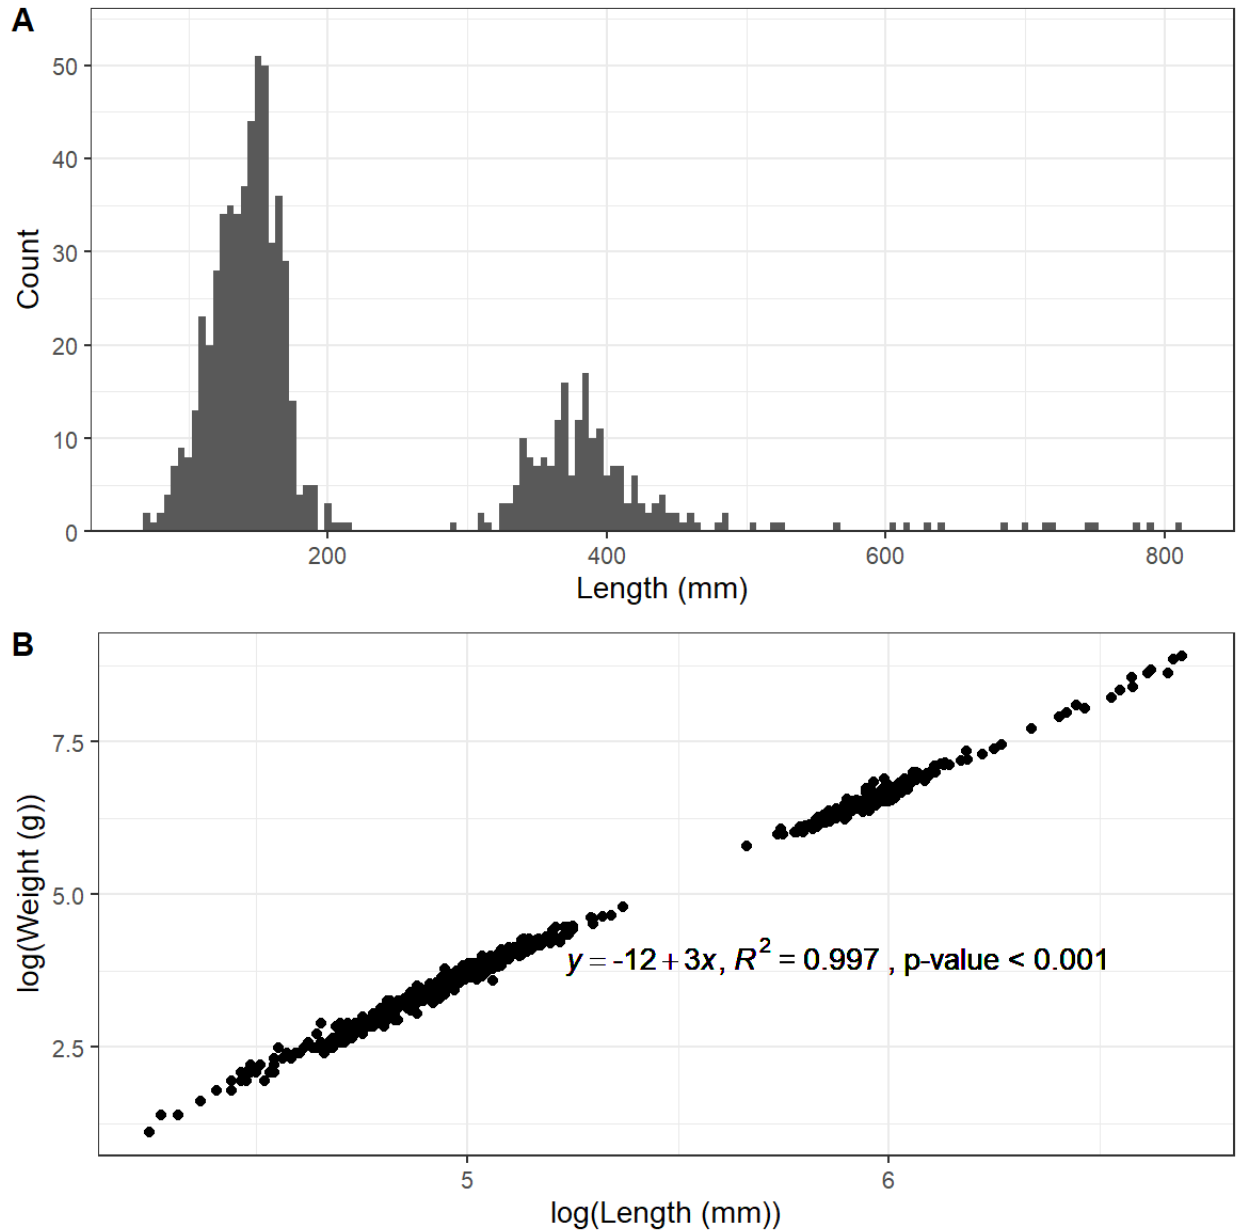 A
50
40
30
20
10
0
Count
200 400 600 800
Length (mm)
B
7.5
5.0
2.5
log(Weight (g))
y = -12 + 3x, R² = 0.997 , p-value < 0.001
5 6
log(Length (mm))